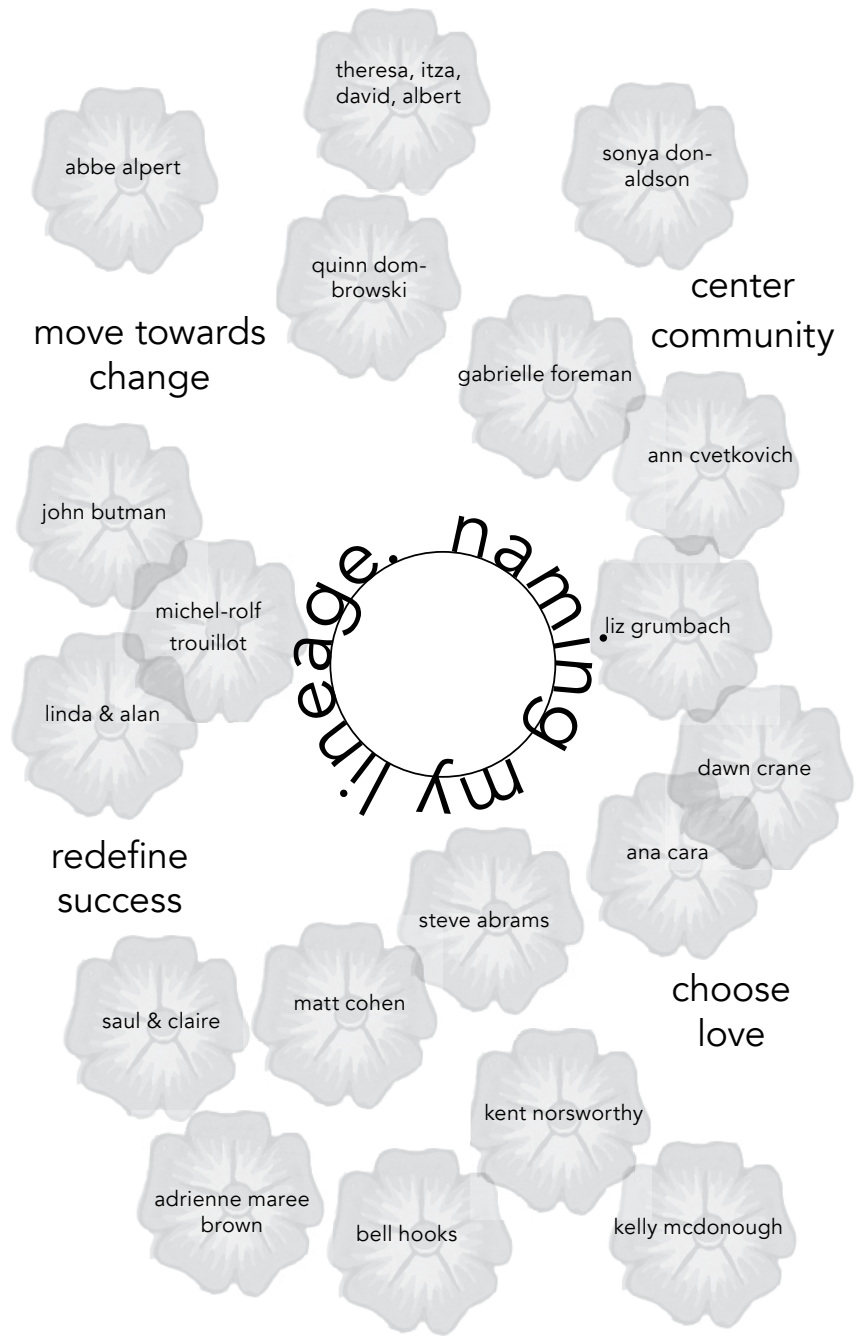 theresa, itza,
david, albert
abbe alpert
sonya don-
aldson
quinn dom-
browski
center
community
move towards
change
gabrielle foreman
ann cvetkovich
john butman
michel-rolf
trouillot
liz grumbach
naming my lineage.
linda & alan
dawn crane
ana cara
redefine
success
steve abrams
matt cohen
saul & claire
choose
love
kent norsworthy
adrienne maree
brown
bell hooks
kelly mcdonough